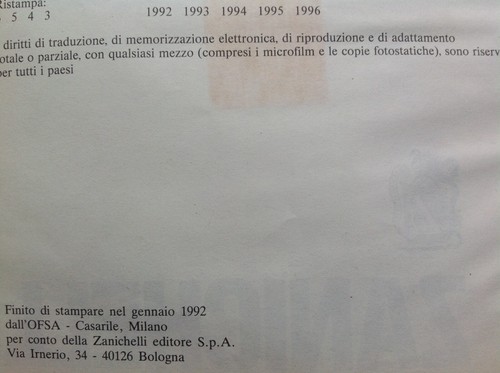 Ristampa:
5 4 3 1992 1993 1994 1995 1996
diritti di traduzione, di memorizzazione elettronica, di riproduzione e di adattamento
otale o parziale, con qualsiasi mezzo (compresi i microfilm e le copie fotostatiche), sono riserv
per tutti i paesi
Finito di stampare nel gennaio 1992
dall'OFSA - Casarile, Milano
per conto della Zanichelli editore S.p.A.
Via Irnerio, 34 - 40126 Bologna